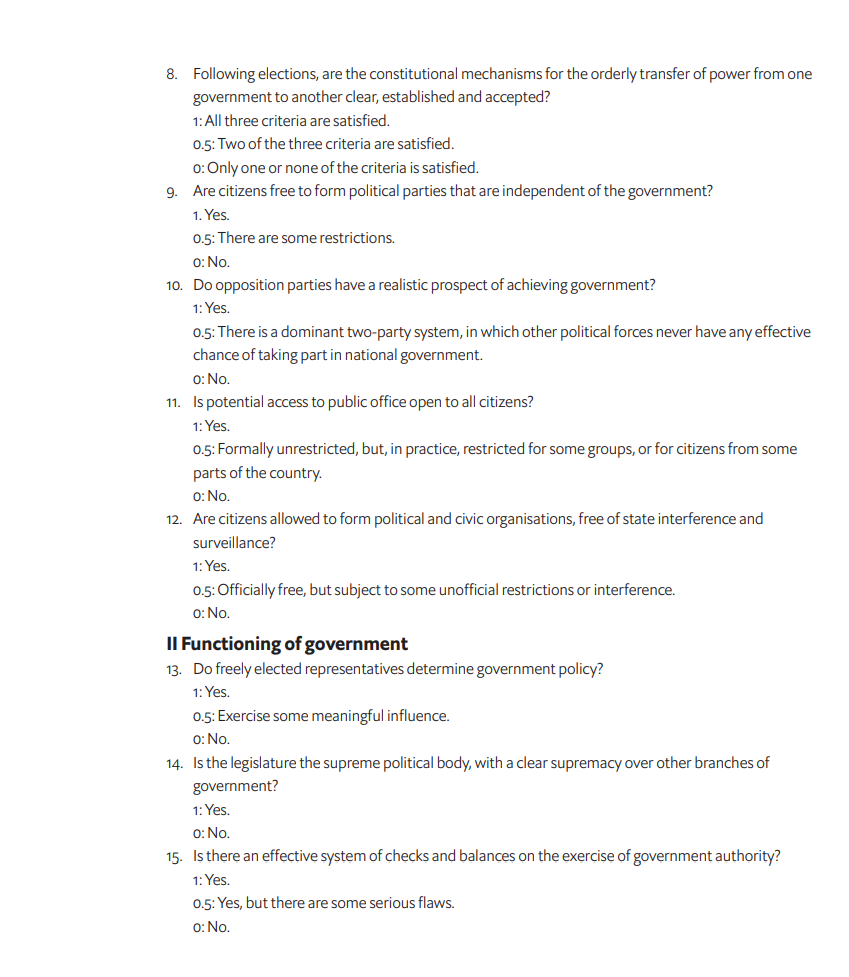 8. Following elections, are the constitutional mechanisms for the orderly transfer of power from one
government to another clear, established and accepted?
1: All three criteria are satisfied.
0.5: Two of the three criteria are satisfied.
0: Only one or none of the criteria is satisfied.
9. Are citizens free to form political parties that are independent of the government?
1. Yes.
0.5: There are some restrictions.
0: No.
10. Do opposition parties have a realistic prospect of achieving government?
1: Yes.
0.5: There is a dominant two-party system, in which other political forces never have any effective
chance of taking part in national government.
0: No.
11. Is potential access to public office open to all citizens?
1: Yes.
0.5: Formally unrestricted, but, in practice, restricted for some groups, or for citizens from some
parts of the country.
0: No.
12. Are citizens allowed to form political and civic organisations, free of state interference and
surveillance?
1: Yes.
0.5: Officially free, but subject to some unofficial restrictions or interference.
0: No.
II Functioning of government
13. Do freely elected representatives determine government policy?
1: Yes.
0.5: Exercise some meaningful influence.
0: No.
14. Is the legislature the supreme political body, with a clear supremacy over other branches of
government?
1: Yes.
0: No.
15. Is there an effective system of checks and balances on the exercise of government authority?
1: Yes.
0.5: Yes, but there are some serious flaws.
0: No.